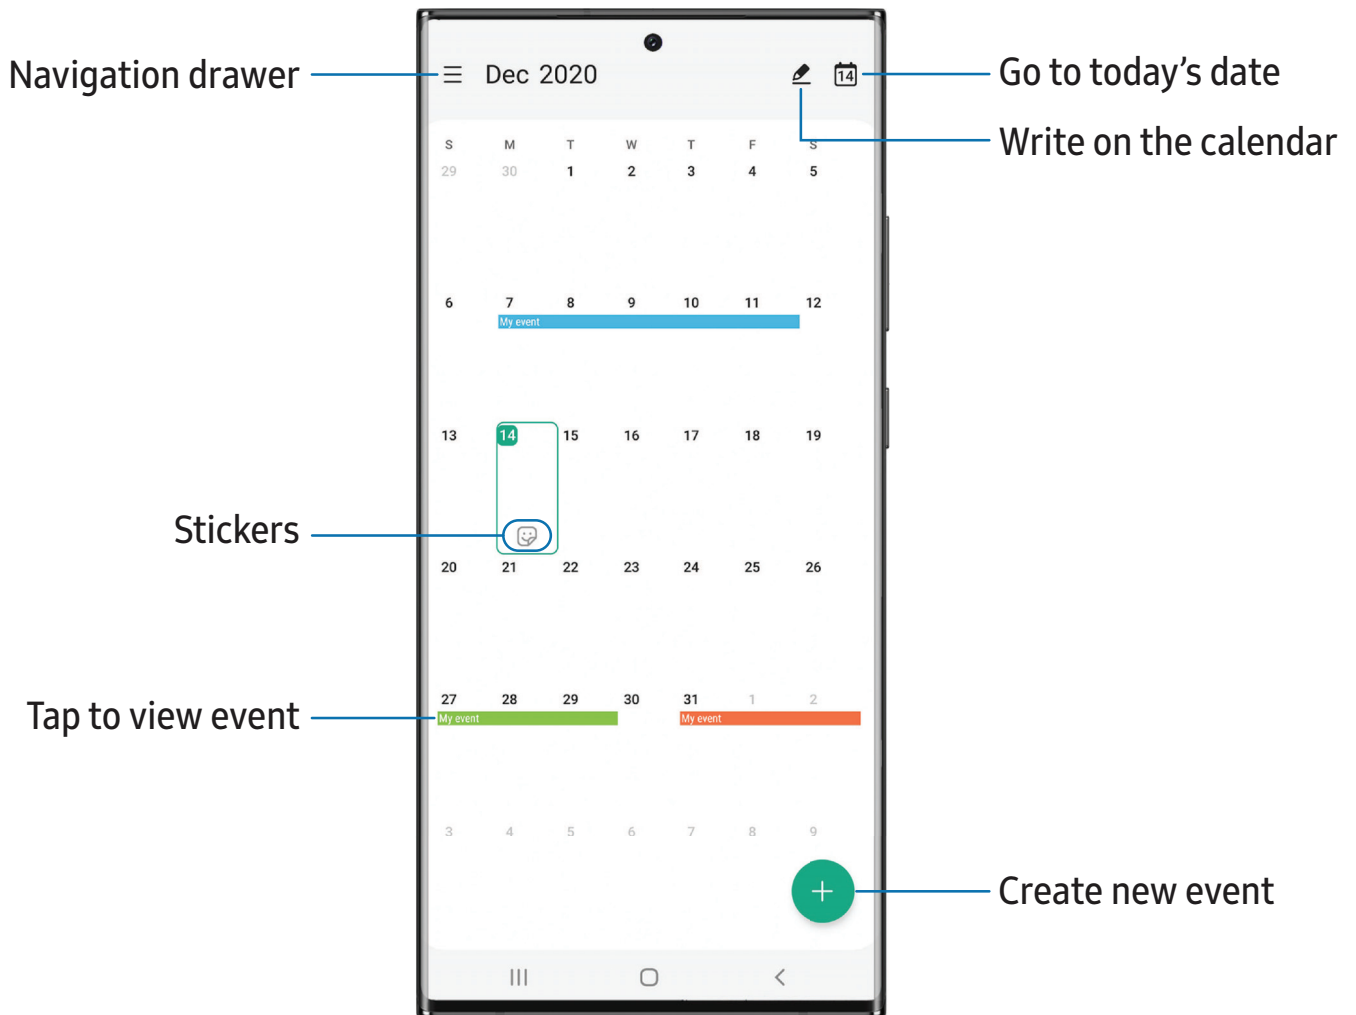 Navigation drawer
Dec 2020
14
Go to today's date
Write on the calendar
S M T W T F S
29 30 1 2 3 4 5
6 7 8 9 10 11 12
My event
13 14 15 16 17 18 19
Stickers
20 21 22 23 24 25 26
27 28 29 30 31 1 2
My event My event
Tap to view event
3 4 5 6 7 8 9
Create new event